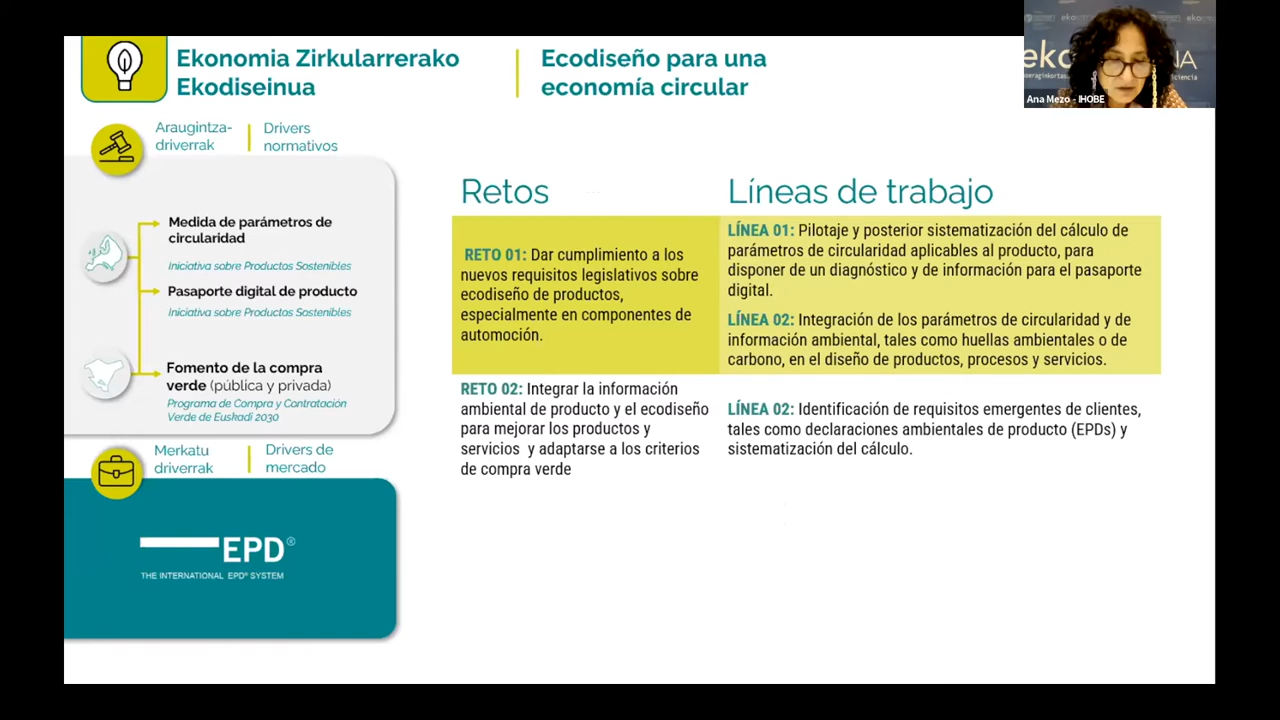 Ekonomia Zirkularrerako
Ekodiseinua
Ecodiseño para una
economía circular
Araugintza-
driverrak
Drivers
normativos
Medida de parámetros de
circularidad
Iniciativa sobre Productos Sostenibles
Pasaporte digital de producto
Iniciativa sobre Productos Sostenibles
Fomento de la compra
verde (pública y privada)
Programa de Compra y Contratación
Verde de Euskadi 2030
Merkatu
driverrak
Drivers de
mercado
EPD®
THE INTERNATIONAL EPD® SYSTEM
Retos
Líneas de trabajo
RETO 01: Dar cumplimiento a los
nuevos requisitos legislativos sobre
ecodiseño de productos,
especialmente en componentes de
automoción.
LÍNEA 01: Pilotaje y posterior sistematización del cálculo de
parámetros de circularidad aplicables al producto, para
disponer de un diagnóstico y de información para el pasaporte
digital.
LÍNEA 02: Integración de los parámetros de circularidad y de
información ambiental, tales como huellas ambientales o de
carbono, en el diseño de productos, procesos y servicios.
RETO 02: Integrar la información
ambiental de producto y el ecodiseño
para mejorar los productos y
servicios y adaptarse a los criterios
de compra verde
LÍNEA 02: Identificación de requisitos emergentes de clientes,
tales como declaraciones ambientales de producto (EPDs) y
sistematización del cálculo.
Ana Mezo - IHOBE